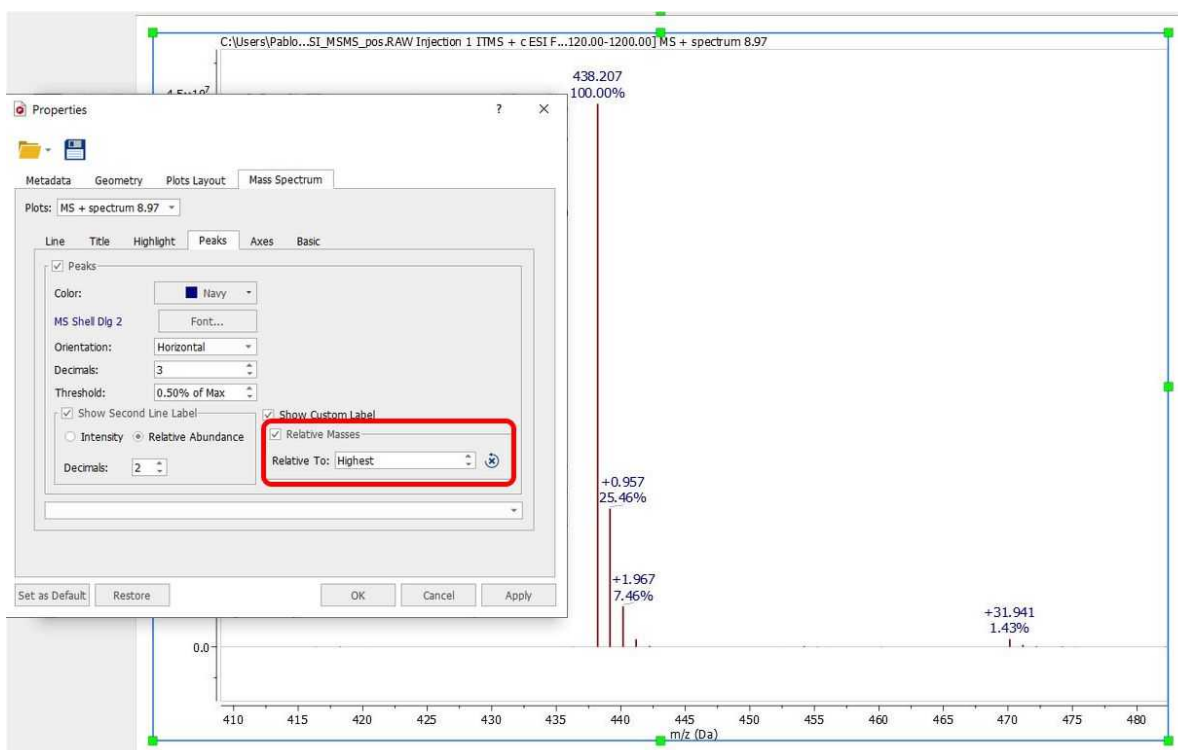 C:\Users\Pablo...SI_MSMS_pos.RAW Injection 1 ITMS + c ESI F...120.00-1200.00] MS + spectrum 8.97
438.207
100.00%
Properties
?
Metadata Geometry Plots Layout Mass Spectrum
Plots: MS + spectrum 8.97
Line Title Highlight Peaks Axes Basic
Peaks
Color: Navy
MS Shell Dlg 2 Font...
Orientation: Horizontal
Decimals: 3
Threshold: 0.50% of Max
Show Second Line Label Show Custom Label
Intensity Relative Abundance
Relative Masses
Decimals: 2
Relative To: Highest
Set as Default Restore OK Cancel Apply
+0.957
25.46%
+1.967
7.46%
+31.941
1.43%
0.0
410 415 420 425 430 435 440 445 450 455 460 465 470 475 480
m/z (Da)